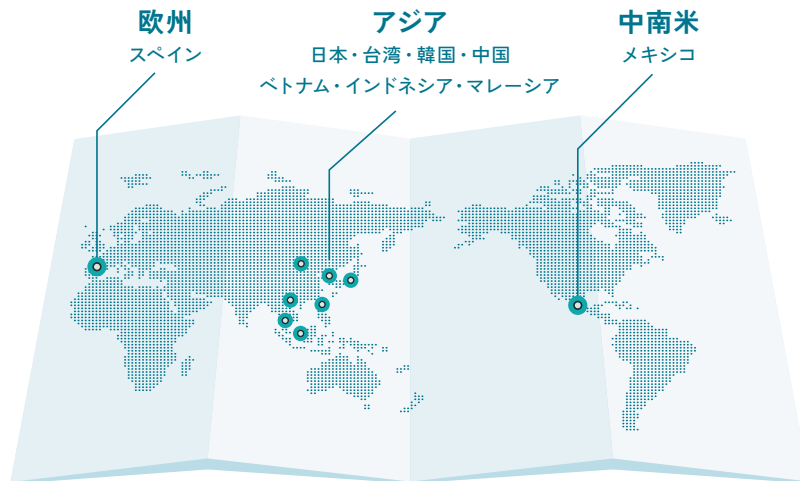 欧州
スペイン
アジア
日本・台湾・韓国・中国
ベトナム・インドネシア・マレーシア
中南米
メキシコ